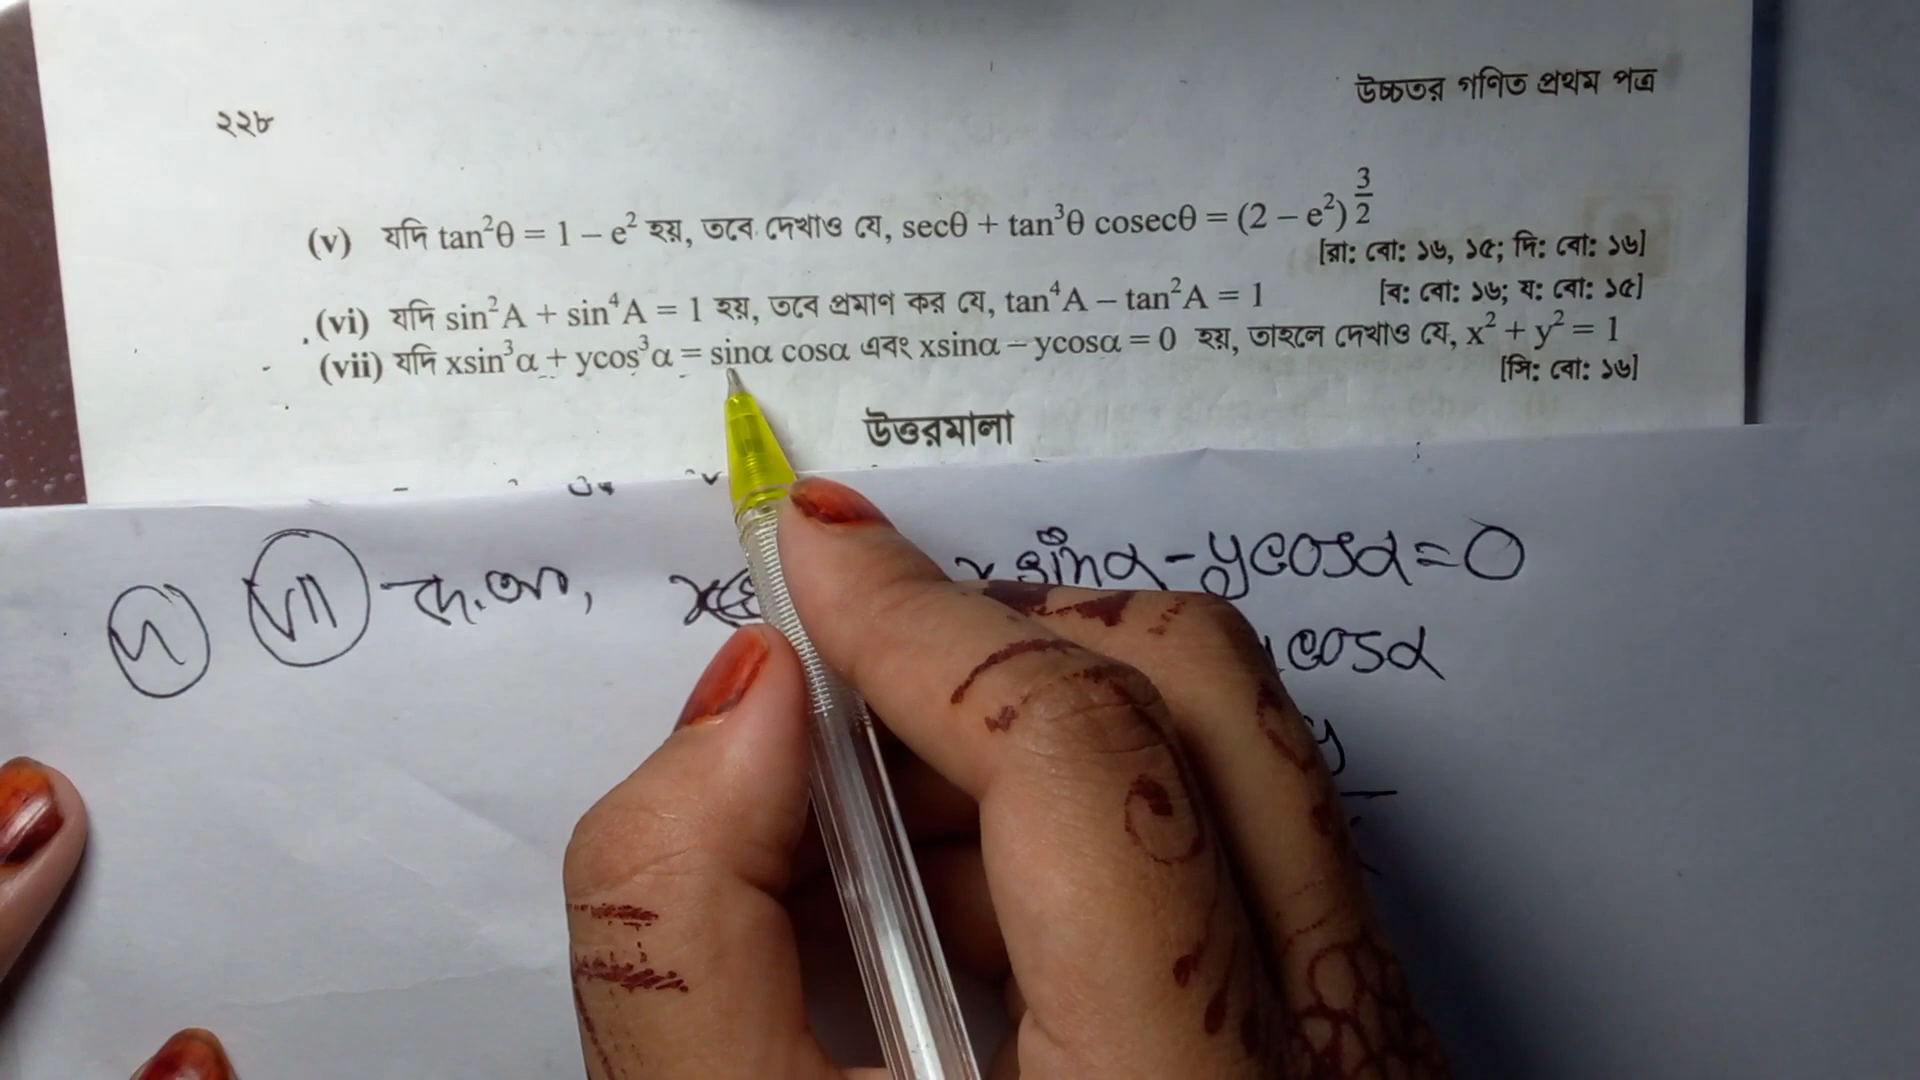 ২২৮
উচ্চতর গণিত প্রথম পত্র
(v) যদি tan²θ = 1 – e² হয়, তবে দেখাও যে, secθ + tan³θ cosecθ = (2 – e²)^(3/2)
[রা: বো: ১৬, ১৫; দি: বো: ১৬]
(vi) যদি sin²A + sin⁴A = 1 হয়, তবে প্রমাণ কর যে, tan⁴A – tan²A = 1 [ব: বো: ১৬; য: বো: ১৫]
(vii) যদি xsin³α + ycos³α = sinα cosα এবং xsinα – ycosα = 0 হয়, তাহলে দেখাও যে, x² + y² = 1
[সি: বো: ১৬]
উত্তরমালা
VII দে.আ, x sinα - ycosα = 0
cosα
y